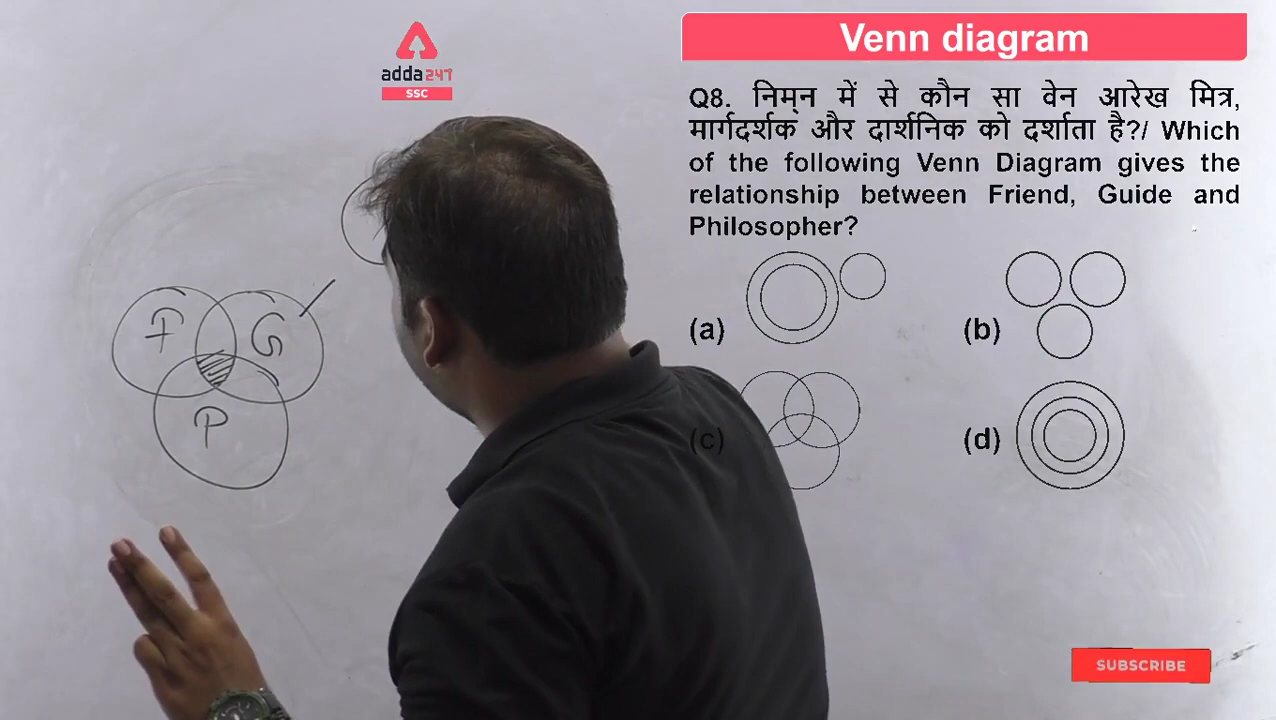 Venn diagram
adda247
SSC
Q8. निम्न में से कौन सा वेन आरेख मित्र,
मार्गदर्शक और दार्शनिक को दर्शाता है?/ Which
of the following Venn Diagram gives the
relationship between Friend, Guide and
Philosopher?
(a)
(b)
(c)
(d)
F
G
P
SUBSCRIBE